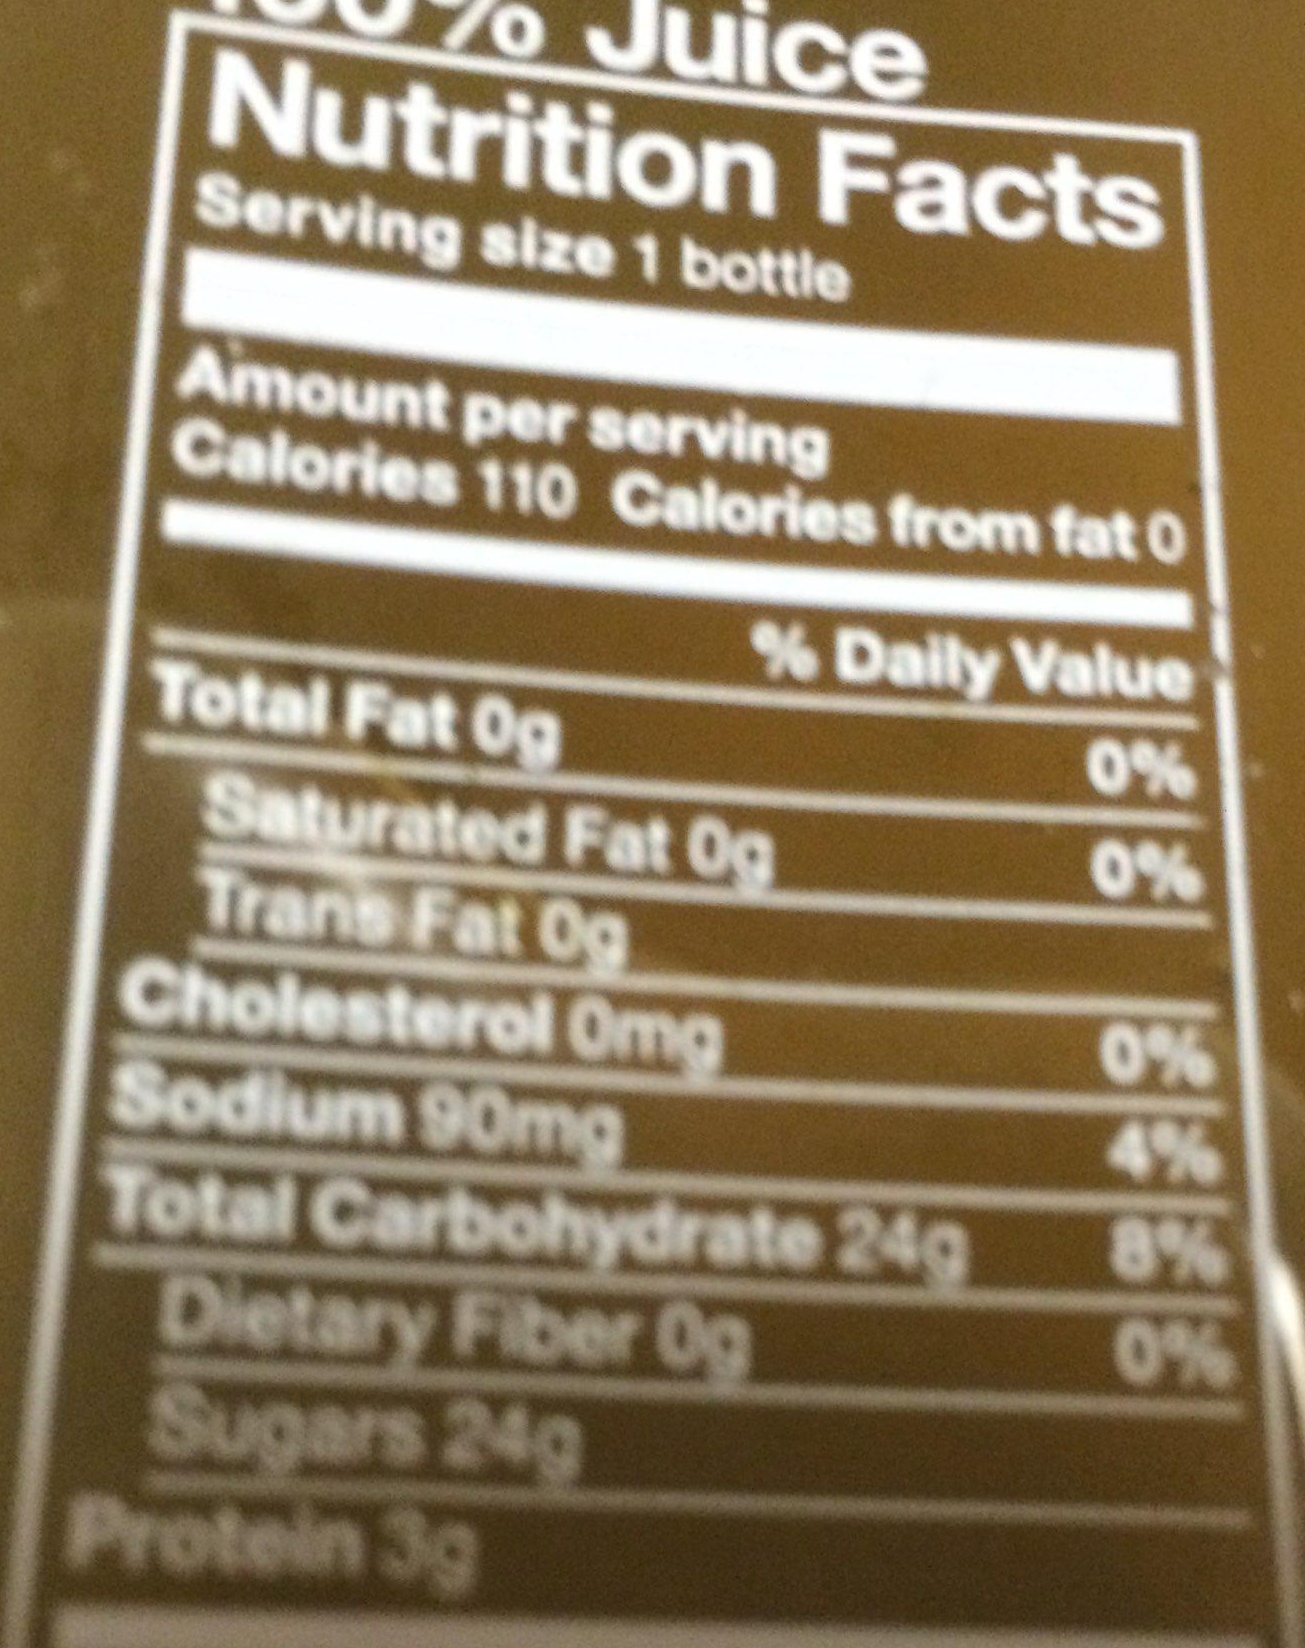 100% Juice
Nutrition Facts
Serving size 1 bottle
Amount per serving
Calories 110 Calories from fat 0
% Daily Value
Total Fat 0g 0%
Saturated Fat 0g 0%
Trans Fat 0g
Cholesterol 0mg 0%
Sodium 90mg 4%
Total Carbohydrate 24g 8%
Dietary Fiber 0g 0%
Sugars 24g
Protein 3g